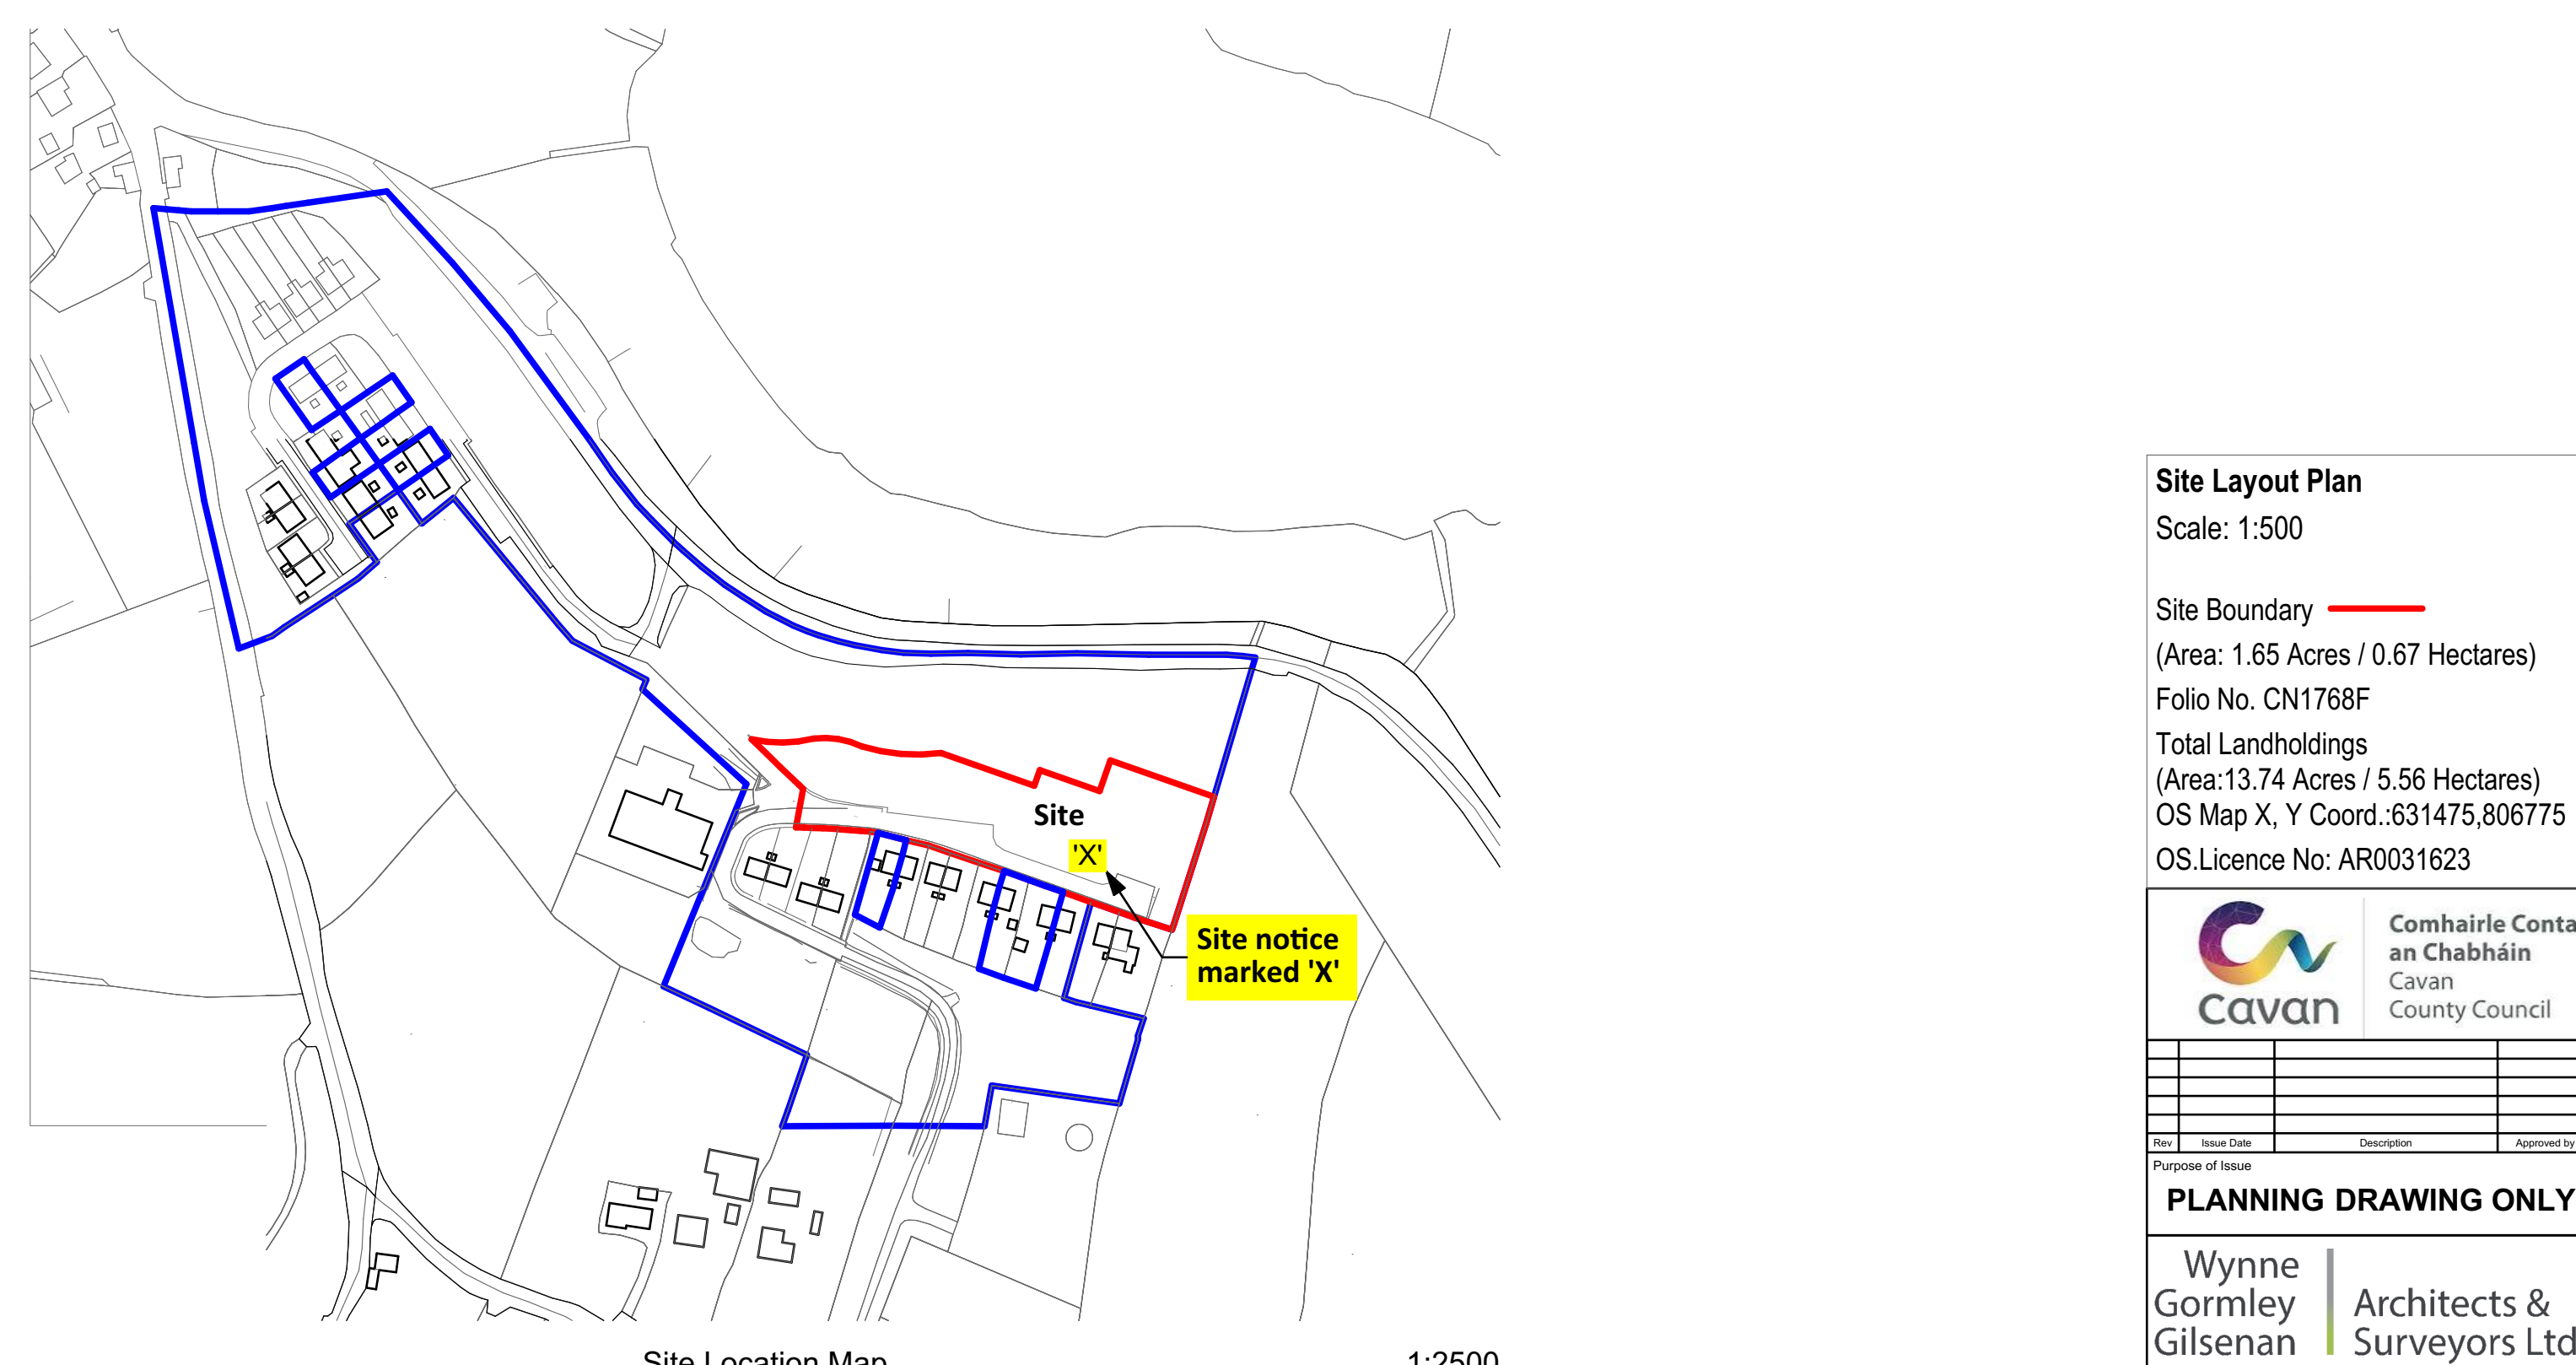 Site
'X'
Site notice
marked 'X'
Site Location Map 1:2500
Site Layout Plan
Scale: 1:500
Site Boundary
(Area: 1.65 Acres / 0.67 Hectares)
Folio No. CN1768F
Total Landholdings
(Area:13.74 Acres / 5.56 Hectares)
OS Map X, Y Coord.:631475,806775
OS.Licence No: AR0031623
cavan
Comhairle Conta
an Chabháin
Cavan
County Council
Rev Issue Date Description Approved by
Purpose of Issue
PLANNING DRAWING ONLY
Wynne
Gormley
Gilsenan
Architects &
Surveyors Ltd